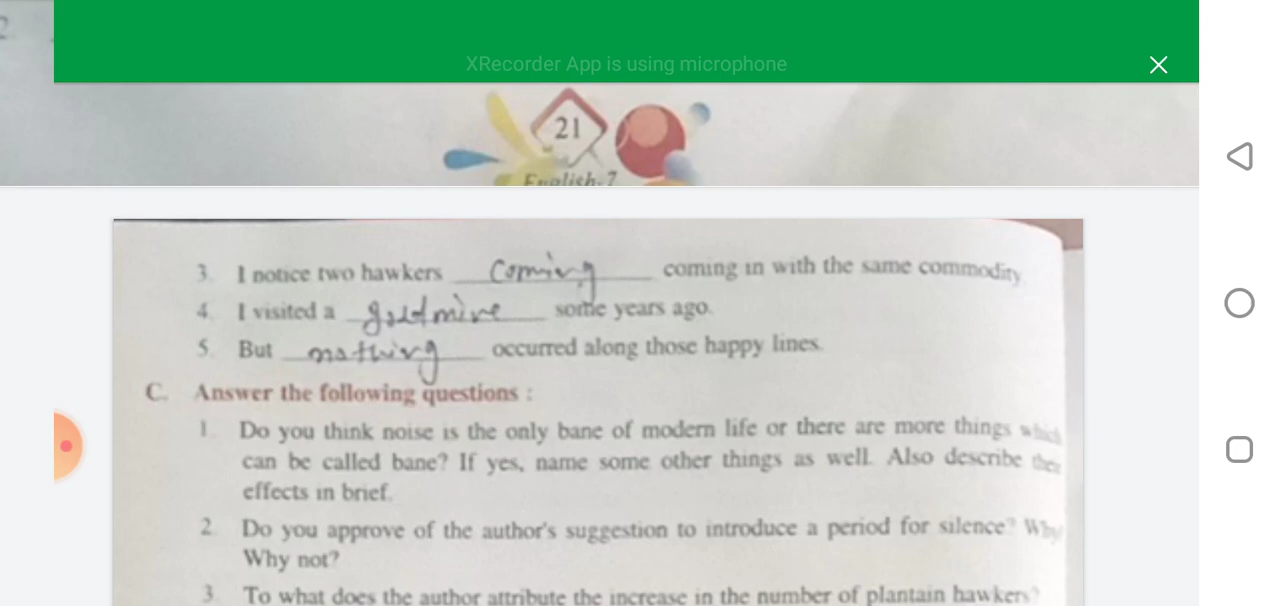 XRecorder App is using microphone
21
English-7
3. I notice two hawkers coming coming in with the same commodity
4. I visited a goldmine some years ago.
5. But nothing occurred along those happy lines.
C. Answer the following questions :
1. Do you think noise is the only bane of modern life or there are more things which
can be called bane? If yes, name some other things as well. Also describe their
effects in brief.
2. Do you approve of the author's suggestion to introduce a period for silence? Why/
Why not?
3. To what does the author attribute the increase in the number of plantain hawkers?